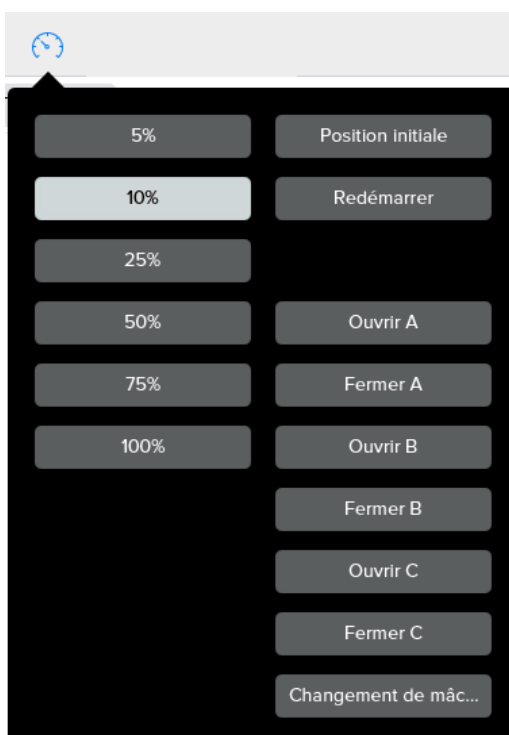 5%
Position initiale
10%
Redémarrer
25%
50%
Ouvrir A
75%
Fermer A
100%
Ouvrir B
Fermer B
Ouvrir C
Fermer C
Changement de mâc...